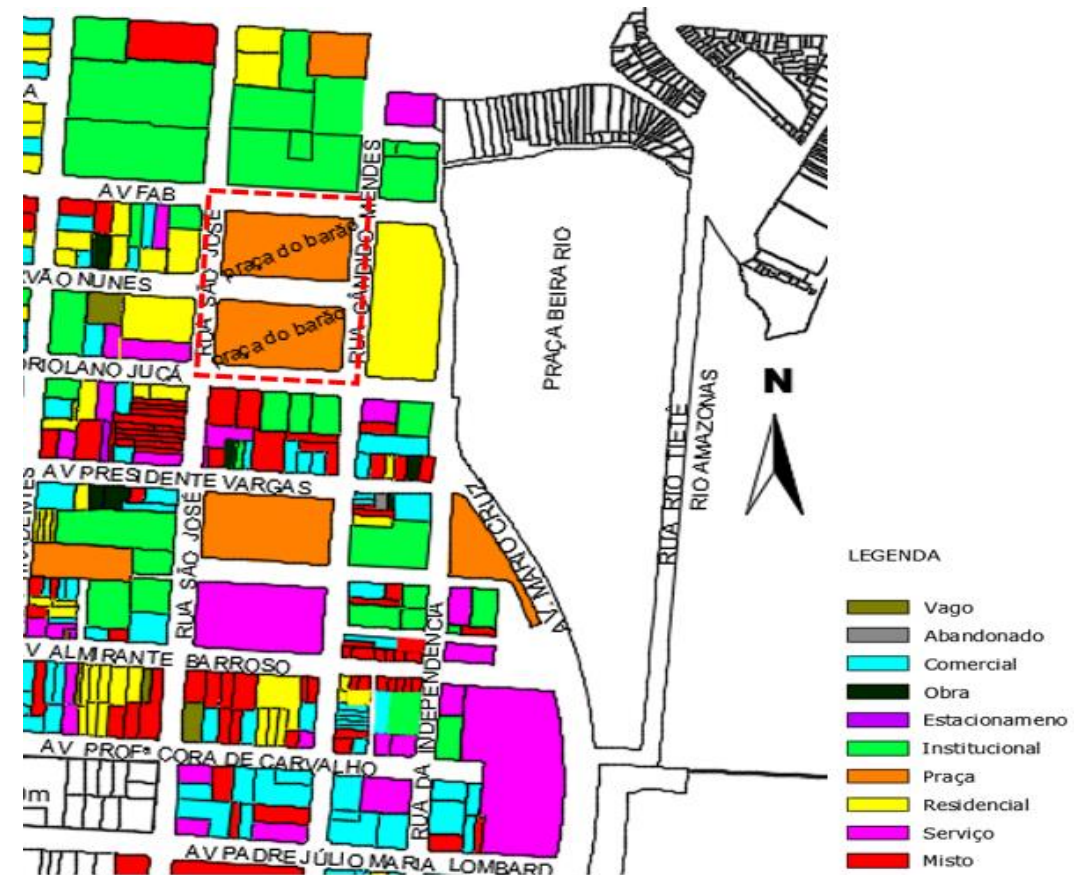 A
AV FAB
RUA SÃO JOSÉ
praça do barão
RUA CÂNDIDO MENDES
VÃO NUNES
praça do barão
ORIOLANO JUCÁ
PRAÇA BEIRA RIO
RUA RIO TIETÊ
RIO AMAZONAS
N
AV PRESIDENTE VARGAS
RUA SÃO JOSÉ
AV. MARIO CRUZ
V ALMIRANTE BARROSO
RUA DA INDEPENDENCIA
AV PROFª CORA DE CARVALHO
0m
AV PADRE JÚLIO MARIA LOMBARD
LEGENDA
Vago
Abandonado
Comercial
Obra
Estacionameno
Institucional
Praça
Residencial
Serviço
Misto